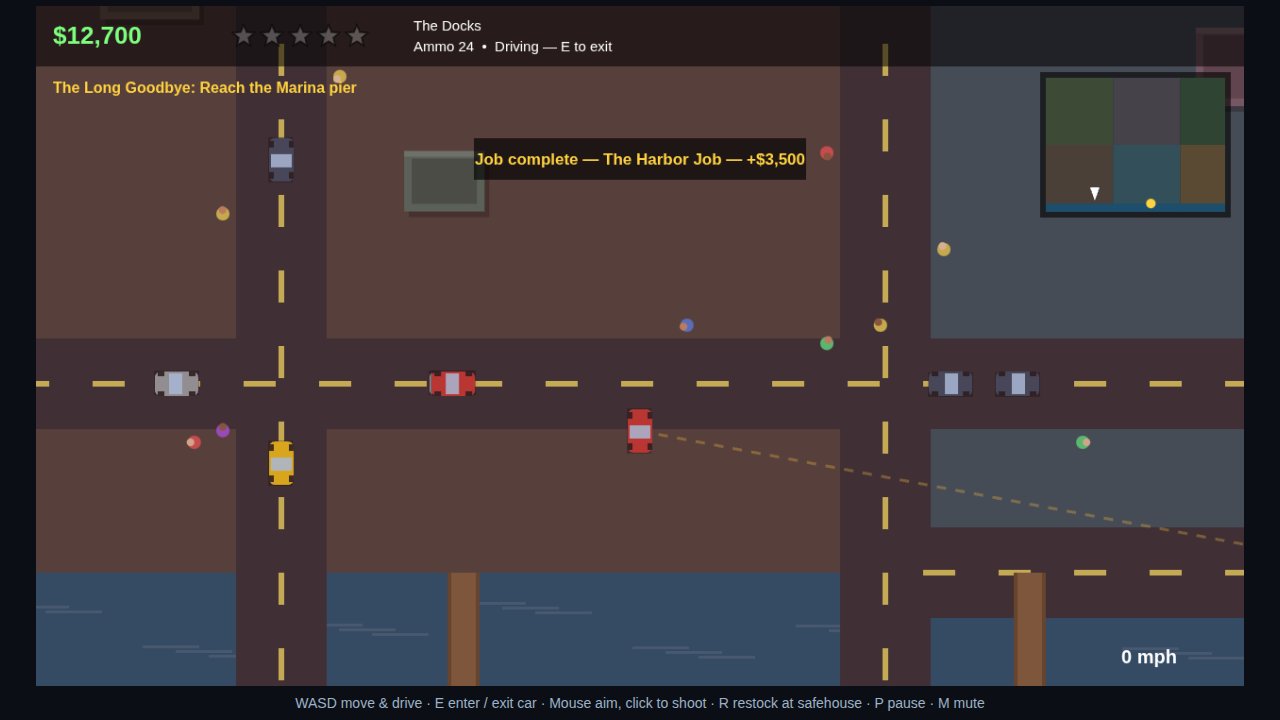 $12,700
The Docks
Ammo 24 • Driving — E to exit
The Long Goodbye: Reach the Marina pier
Job complete — The Harbor Job — +$3,500
0 mph
WASD move & drive · E enter / exit car · Mouse aim, click to shoot · R restock at safehouse · P pause · M mute